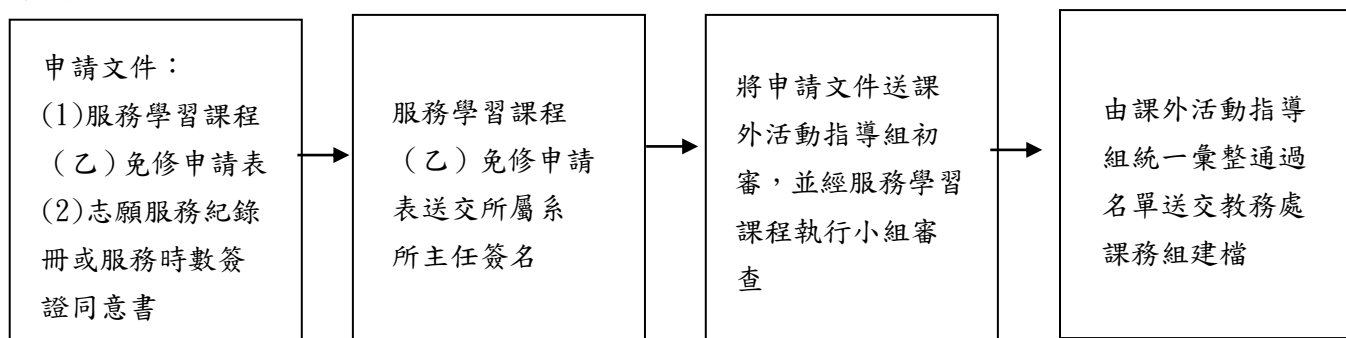 申請文件：
(1)服務學習課程
（乙）免修申請表
(2)志願服務紀錄
冊或服務時數簽
證同意書
服務學習課程
（乙）免修申請
表送交所屬系
所主任簽名
將申請文件送課
外活動指導組初
審，並經服務學習
課程執行小組審
查
由課外活動指導
組統一彙整通過
名單送交教務處
課務組建檔